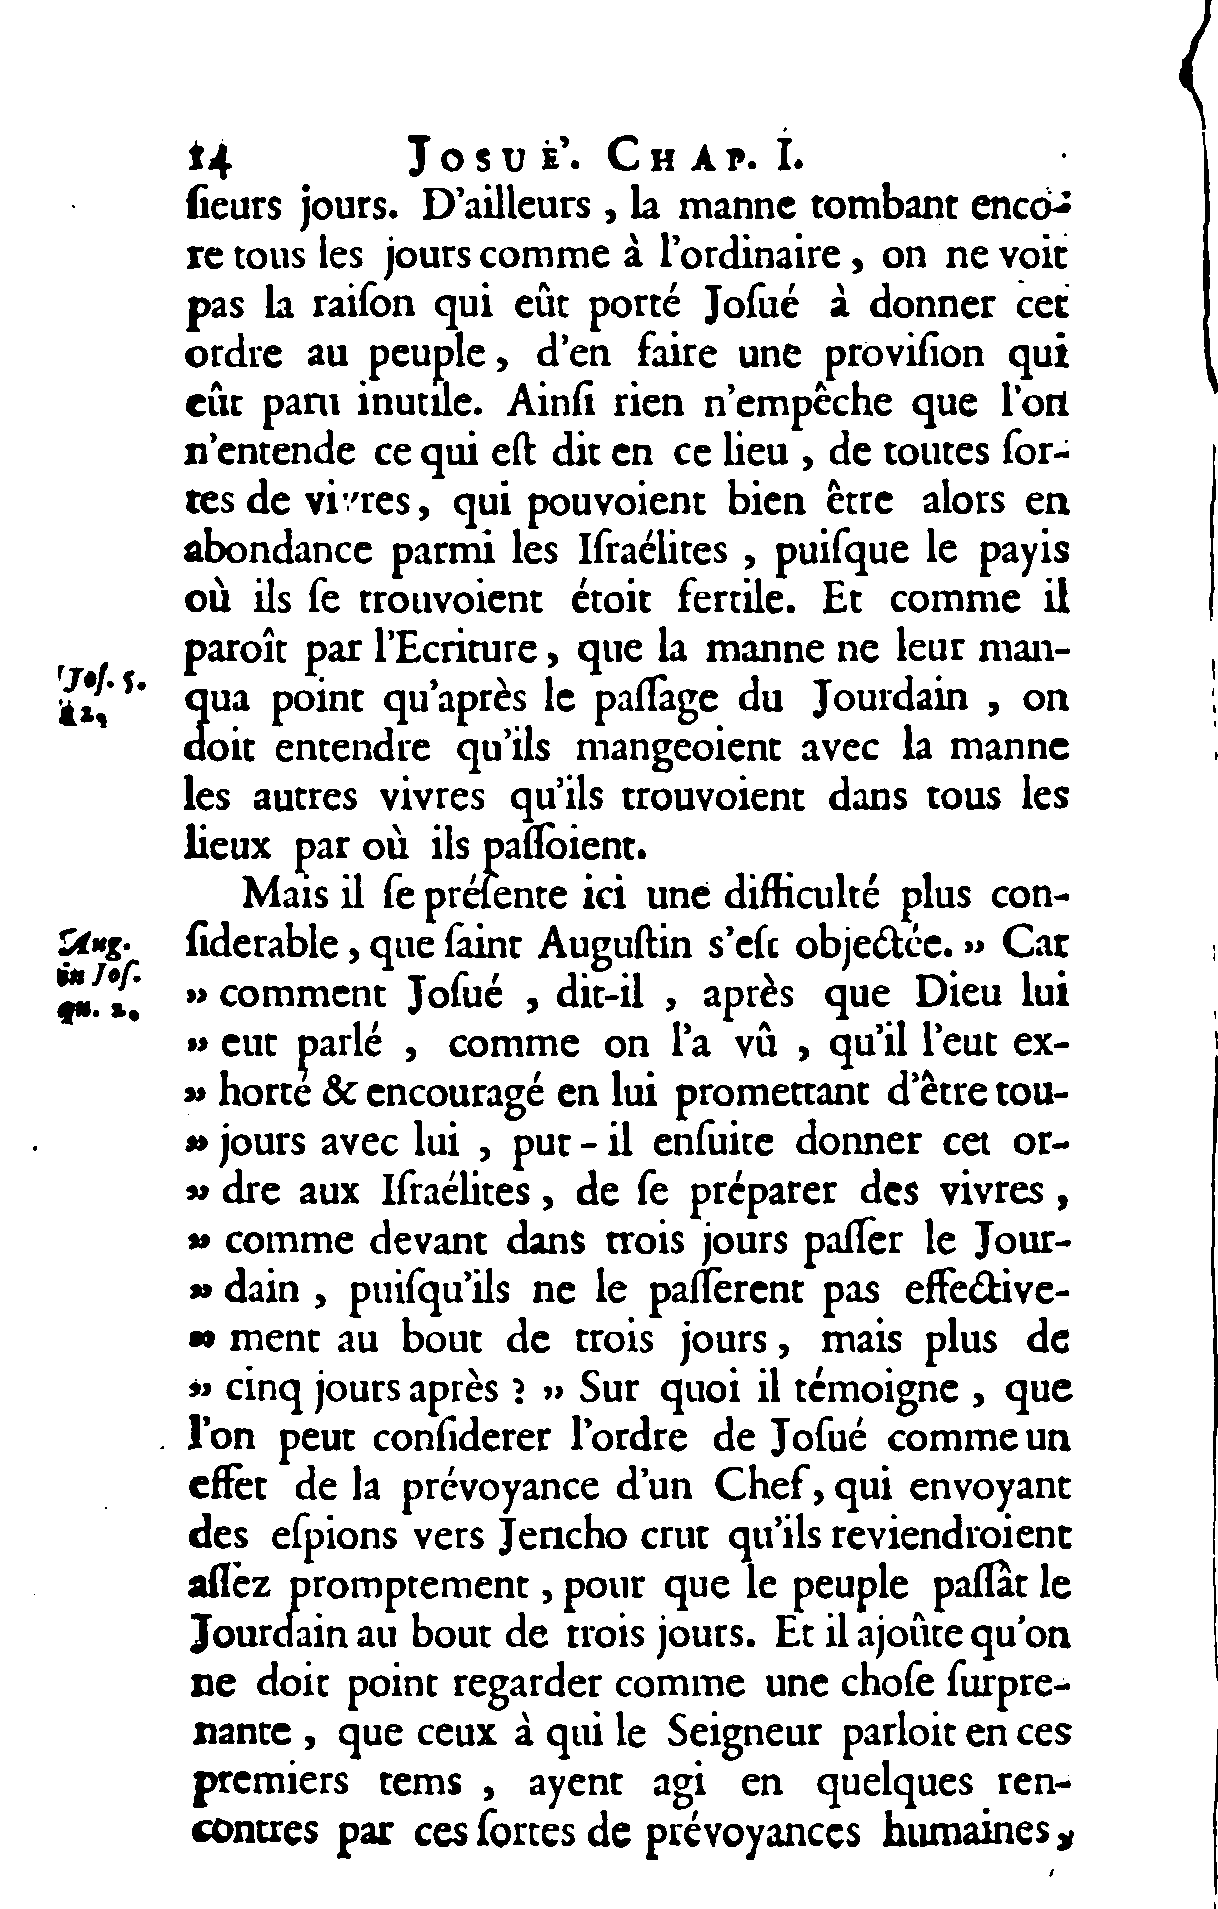 14 JOSUÉ. CHAP. I.
ſieurs jours. D'ailleurs , la manne tombant enco-
re tous les jours comme à l'ordinaire , on ne voit
pas la raiſon qui eût porté Joſué à donner cet
ordre au peuple , d'en faire une proviſion qui
eût paru inutile. Ainſi rien n'empêche que l'on
n'entende ce qui eſt dit en ce lieu , de toutes ſor-
tes de vivres , qui pouvoient bien être alors en
abondance parmi les Iſraélites , puiſque le payis
où ils ſe trouvoient étoit fertile. Et comme il
paroît par l'Ecriture , que la manne ne leur man-
Joſ. 5.
12.
qua point qu'après le paſſage du Jourdain , on
doit entendre qu'ils mangeoient avec la manne
les autres vivres qu'ils trouvoient dans tous les
lieux par où ils paſſoient.
Mais il ſe préſente ici une difficulté plus con-
Aug.
in Joſ.
qu. 2.
ſiderable , que ſaint Auguſtin s'eſt objectée. » Car
» comment Joſué , dit-il , après que Dieu lui
» eut parlé , comme on l'a vû , qu'il l'eut ex-
» horté & encouragé en lui promettant d'être tou-
» jours avec lui , put-il enſuite donner cet or-
» dre aux Iſraélites , de ſe préparer des vivres ,
» comme devant dans trois jours paſſer le Jour-
» dain , puiſqu'ils ne le paſſerent pas effective-
» ment au bout de trois jours , mais plus de
» cinq jours après ? » Sur quoi il témoigne , que
l'on peut conſiderer l'ordre de Joſué comme un
effet de la prévoyance d'un Chef , qui envoyant
des eſpions vers Jericho crut qu'ils reviendroient
aſſez promptement , pour que le peuple paſſât le
Jourdain au bout de trois jours. Et il ajoûte qu'on
ne doit point regarder comme une choſe ſurpre-
nante , que ceux à qui le Seigneur parloit en ces
premiers tems , ayent agi en quelques ren-
contres par ces ſortes de prévoyances humaines ,